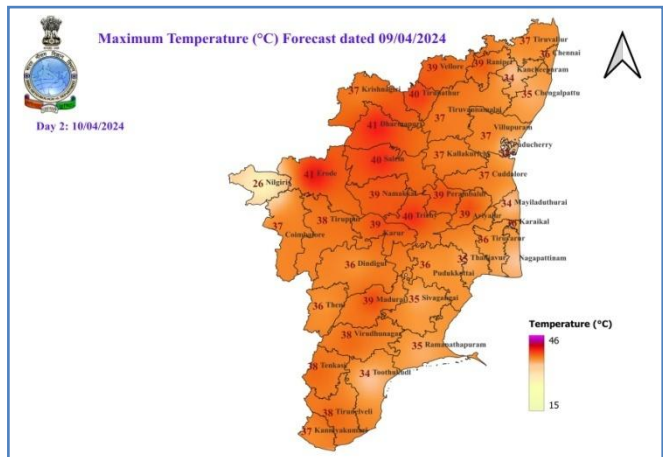 Maximum Temperature (°C) Forecast dated 09/04/2024
Day 2: 10/04/2024
37 Tiruvallur
36 Chennai
39 Vellore
39 Ranipet
34 Kancheepuram
35 Chengalpattu
37 Krishnagiri
40 Tirupathur
37 Tiruvannamalai
41 Dharmapuri
37 Villupuram
Puducherry
40 Salem
37 Kallakurichi
41 Erode
26 Nilgiris
37 Cuddalore
39 Namakkal
39 Perambalur
34 Mayiladuthurai
38 Tiruppur
40 Trichy
39 Ariyalur
Karaikal
37 Coimbatore
39 Karur
36 Tiruvarur
36 Dindigul
36 Pudukkottai
35 Thanjavur
Nagapattinam
36 Theni
39 Madurai
35 Sivagangai
38 Virudhunagar
35 Ramanathapuram
38 Tenkasi
34 Toothukudi
38 Tirunelveli
37 Kanniyakumari
Temperature (°C)
46
15